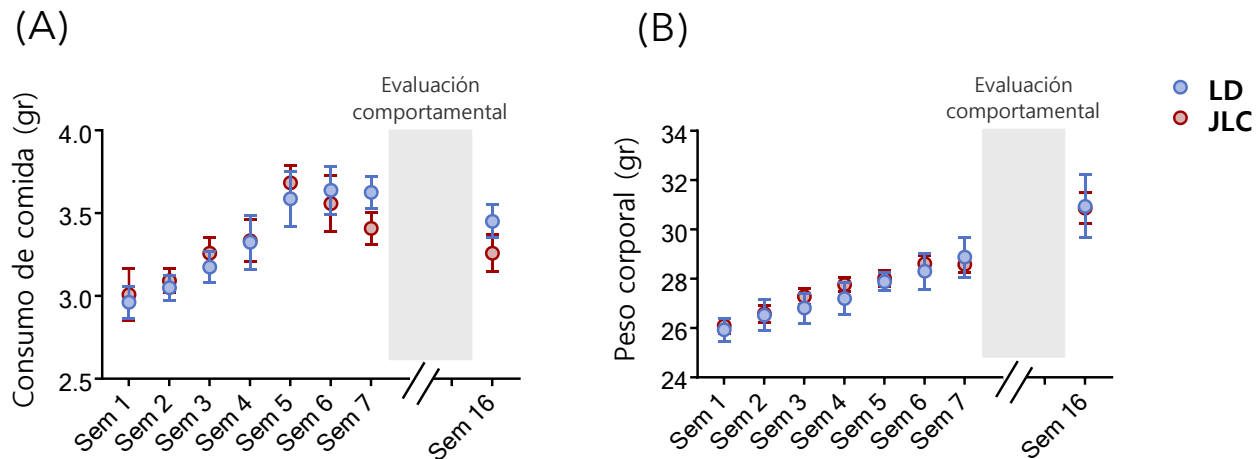 (A)
Consumo de comida (gr)
4.0
3.5
3.0
2.5
Evaluación
comportamental
Sem 1
Sem 2
Sem 3
Sem 4
Sem 5
Sem 6
Sem 7
Sem 16
(B)
Peso corporal (gr)
34
32
30
28
26
24
Evaluación
comportamental
Sem 1
Sem 2
Sem 3
Sem 4
Sem 5
Sem 6
Sem 7
Sem 16
LD
JLC